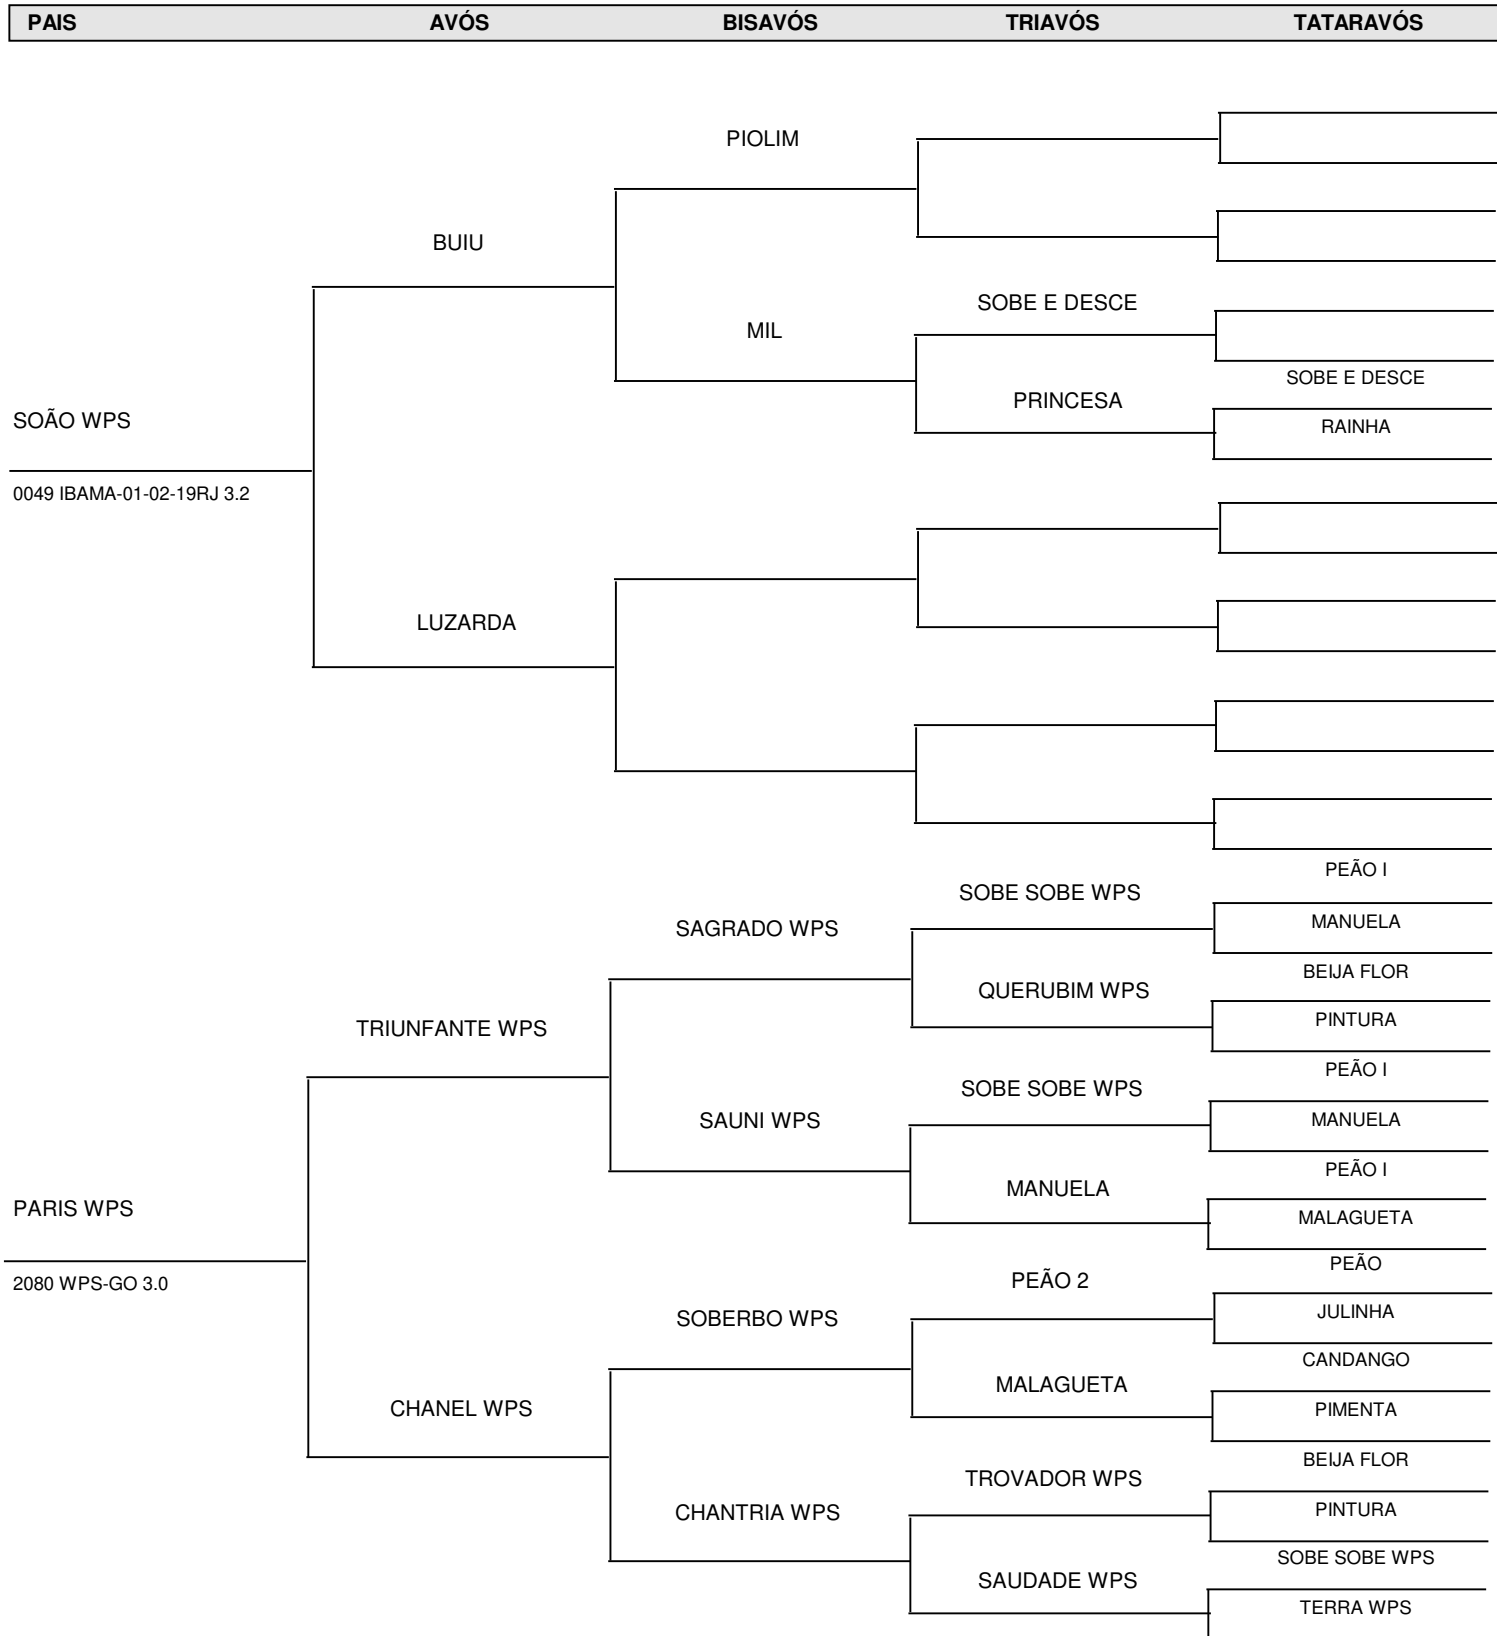 PAIS AVÓS BISAVÓS TRIAVÓS TATARAVÓS
PIOLIM
BUIU
SOBE E DESCE
MIL
SOBE E DESCE
PRINCESA
SOÃO WPS
RAINHA
0049 IBAMA-01-02-19RJ 3.2
LUZARDA
PEÃO I
SOBE SOBE WPS
MANUELA
SAGRADO WPS
BEIJA FLOR
QUERUBIM WPS
PINTURA
TRIUNFANTE WPS
PEÃO I
SOBE SOBE WPS
MANUELA
SAUNI WPS
PEÃO I
MANUELA
PARIS WPS
MALAGUETA
PEÃO
PEÃO 2
2080 WPS-GO 3.0
JULINHA
SOBERBO WPS
CANDANGO
MALAGUETA
CHANEL WPS
PIMENTA
BEIJA FLOR
TROVADOR WPS
PINTURA
CHANTRIA WPS
SOBE SOBE WPS
SAUDADE WPS
TERRA WPS